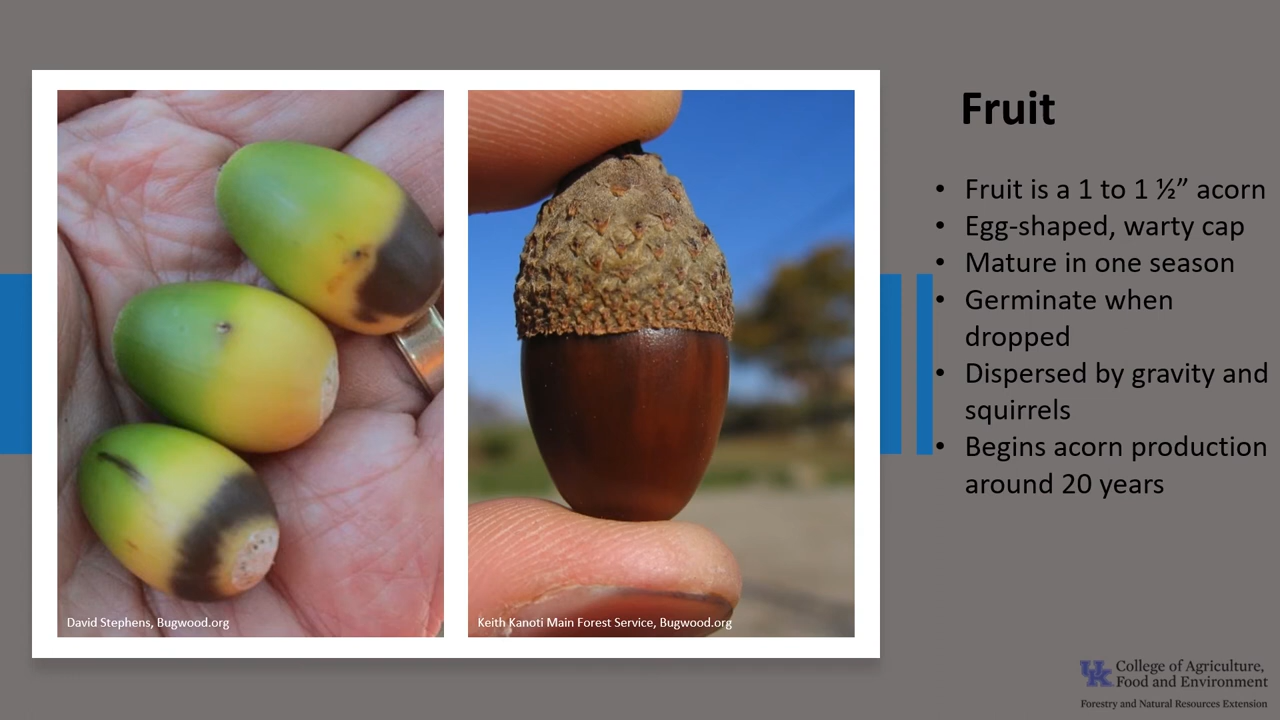 Fruit
• Fruit is a 1 to 1 ½” acorn
• Egg-shaped, warty cap
• Mature in one season
• Germinate when
dropped
• Dispersed by gravity and
squirrels
• Begins acorn production
around 20 years
David Stephens, Bugwood.org
Keith Kanoti Main Forest Service, Bugwood.org
UK College of Agriculture,
Food and Environment
Forestry and Natural Resources Extension